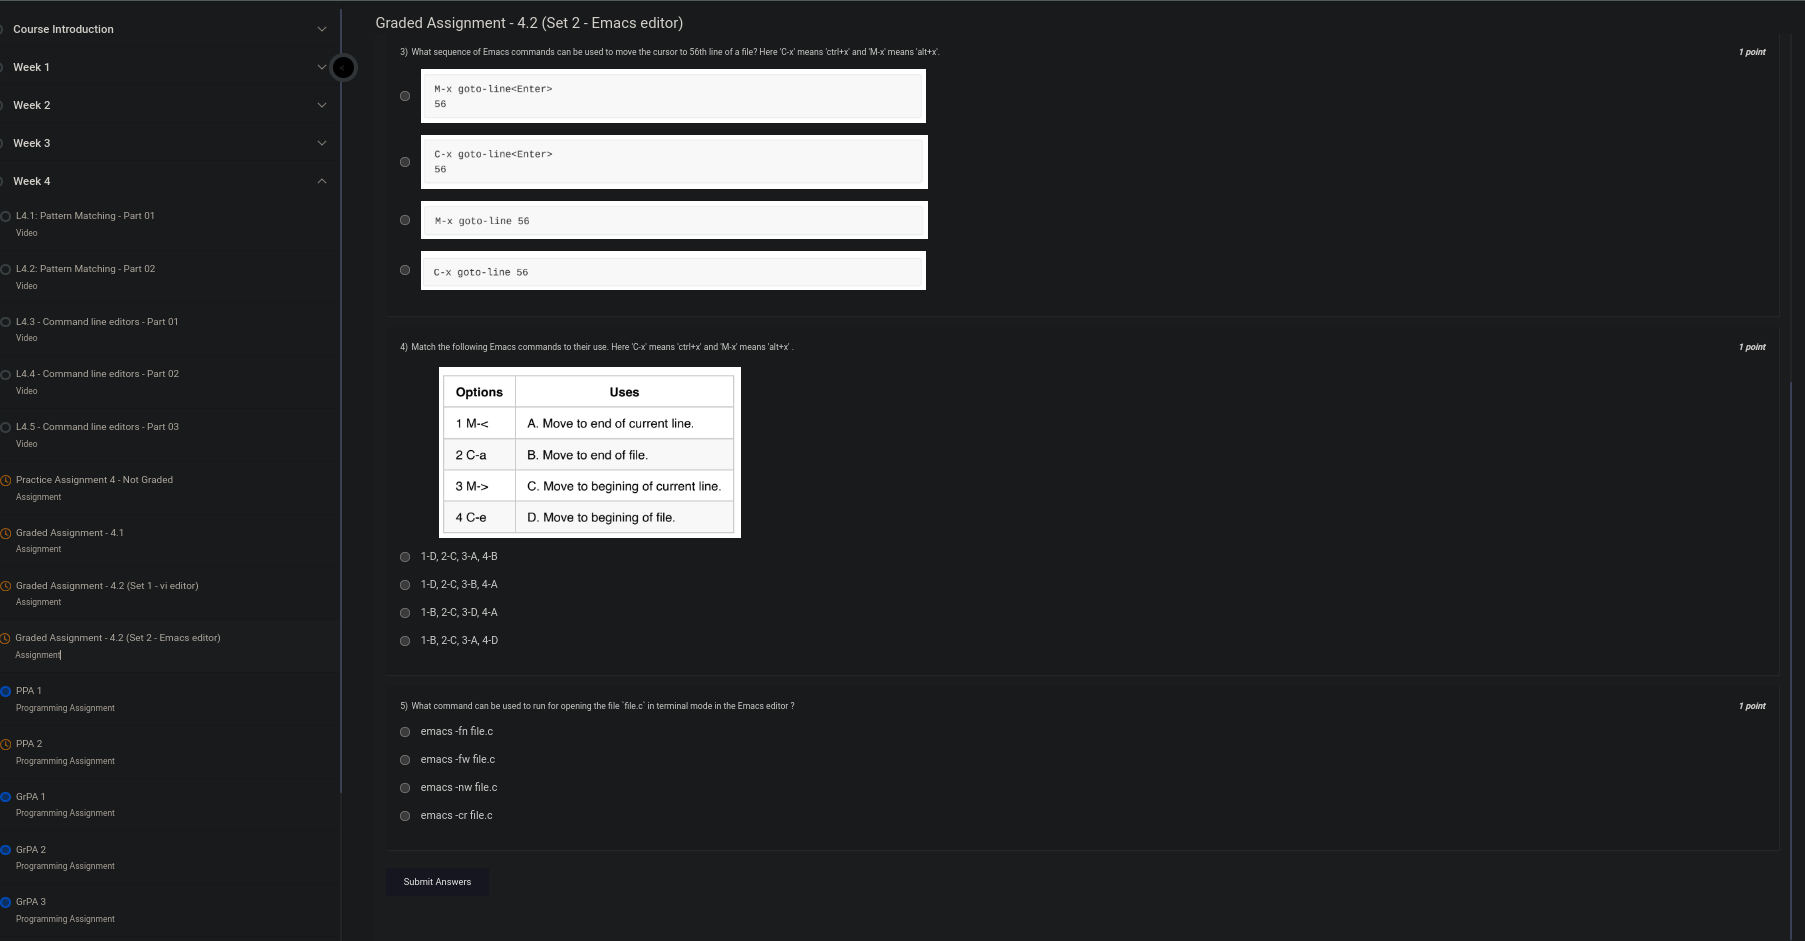 Course Introduction
Week 1
Week 2
Week 3
Week 4
L4.1: Pattern Matching - Part 01
Video
L4.2: Pattern Matching - Part 02
Video
L4.3 - Command line editors - Part 01
Video
L4.4 - Command line editors - Part 02
Video
L4.5 - Command line editors - Part 03
Video
Practice Assignment 4 - Not Graded
Assignment
Graded Assignment - 4.1
Assignment
Graded Assignment - 4.2 (Set 1 - vi editor)
Assignment
Graded Assignment - 4.2 (Set 2 - Emacs editor)
Assignment
PPA 1
Programming Assignment
PPA 2
Programming Assignment
GrPA 1
Programming Assignment
GrPA 2
Programming Assignment
GrPA 3
Programming Assignment
<
Graded Assignment - 4.2 (Set 2 - Emacs editor)
3) What sequence of Emacs commands can be used to move the cursor to 56th line of a file? Here 'C-x' means 'ctrl+x' and 'M-x' means 'alt+x'. 1 point
M-x goto-line<Enter>
56
C-x goto-line<Enter>
56
M-x goto-line 56
C-x goto-line 56
4) Match the following Emacs commands to their use. Here 'C-x' means 'ctrl+x' and 'M-x' means 'alt+x' . 1 point
Options Uses
1 M-< A. Move to end of current line.
2 C-a B. Move to end of file.
3 M-> C. Move to begining of current line.
4 C-e D. Move to begining of file.
1-D, 2-C, 3-A, 4-B
1-D, 2-C, 3-B, 4-A
1-B, 2-C, 3-D, 4-A
1-B, 2-C, 3-A, 4-D
5) What command can be used to run for opening the file `file.c` in terminal mode in the Emacs editor ? 1 point
emacs -fn file.c
emacs -fw file.c
emacs -nw file.c
emacs -cr file.c
Submit Answers